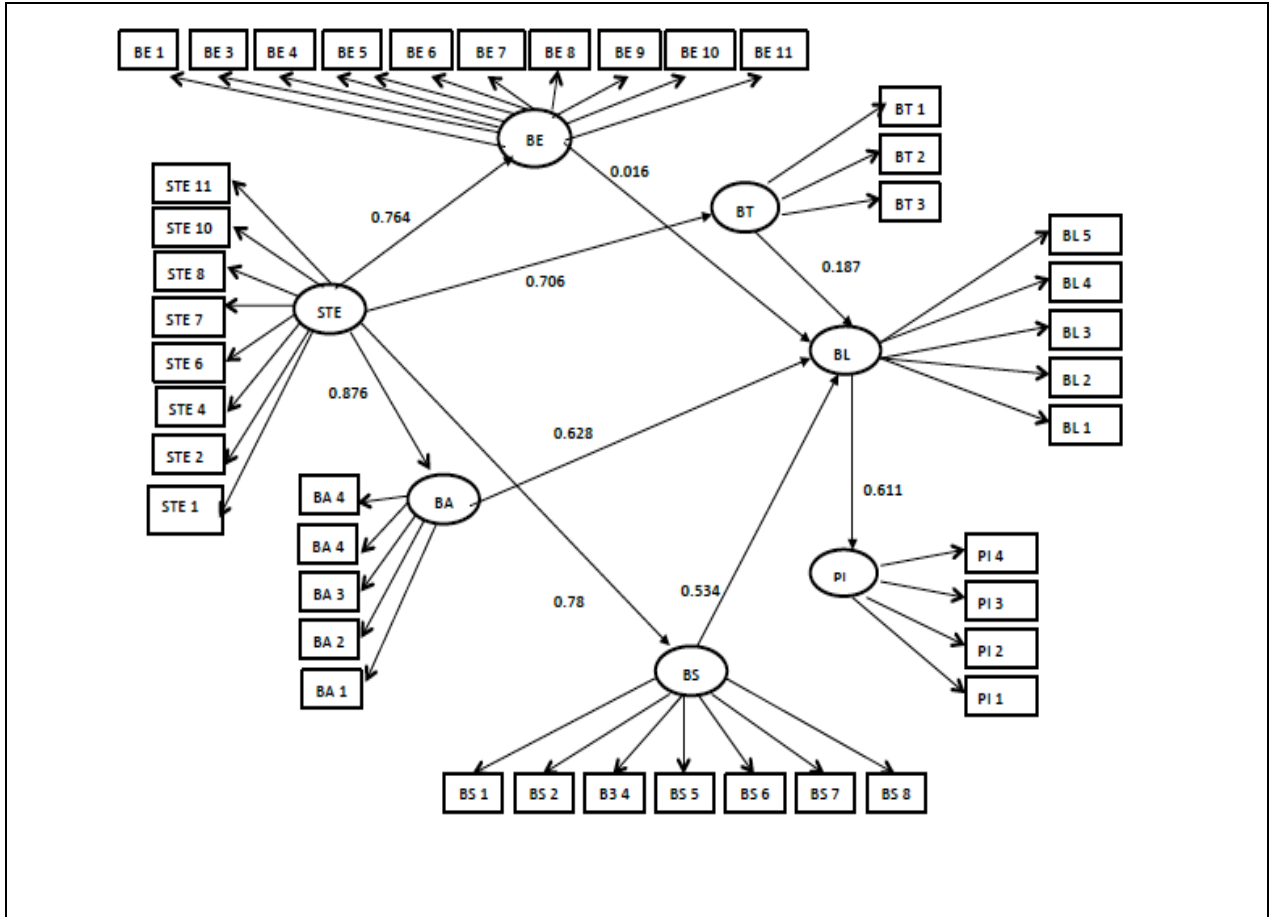 BE 1
BE 3
BE 4
BE 5
BE 6
BE 7
BE 8
BE 9
BE 10
BE 11
BE
BT 1
BT 2
BT 3
BT
0.016
0.764
0.706
0.187
STE 11
STE 10
STE 8
STE 7
STE 6
STE 4
STE 2
STE 1
STE
BL 5
BL 4
BL 3
BL 2
BL 1
BL
0.876
0.628
0.611
BA 4
BA 4
BA 3
BA 2
BA 1
BA
0.78
0.534
PI
PI 4
PI 3
PI 2
PI 1
BS
BS 1
BS 2
B3 4
BS 5
BS 6
BS 7
BS 8